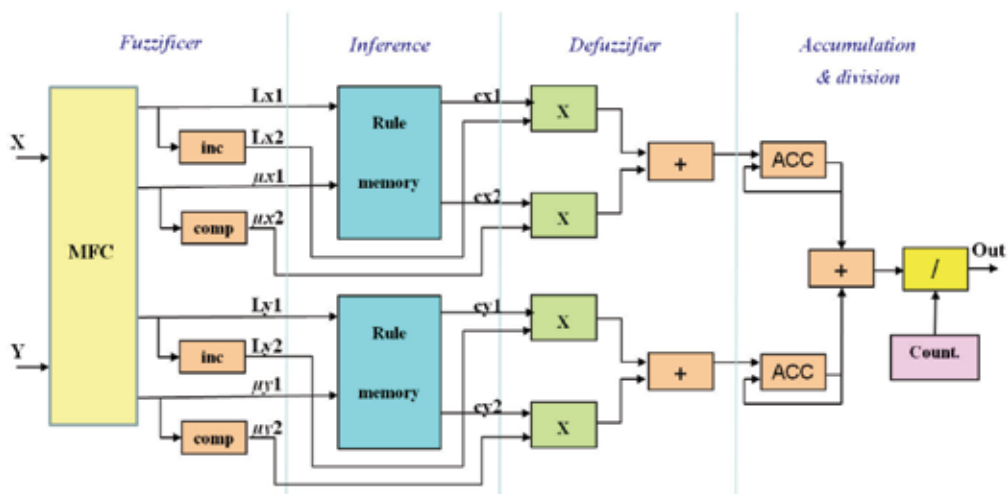 Fuzzificer
Inference
Defuzzifier
Accumulation
& division
X
Y
MFC
Lx1
inc
Lx2
μx1
comp
μx2
Rule
memory
cx1
cx2
X
X
+
ACC
Ly1
inc
Ly2
μy1
comp
μy2
Rule
memory
cy1
cy2
X
X
+
ACC
+
/
Out
Count.